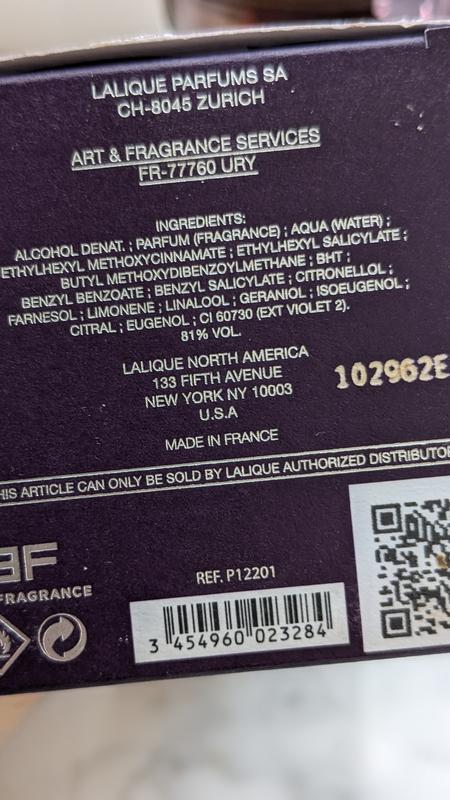 LALIQUE PARFUMS SA
CH-8045 ZURICH
ART & FRAGRANCE SERVICES
FR-77760 URY
INGREDIENTS:
ALCOHOL DENAT. ; PARFUM (FRAGRANCE) ; AQUA (WATER) ;
ETHYLHEXYL METHOXYCINNAMATE ; ETHYLHEXYL SALICYLATE ;
BUTYL METHOXYDIBENZOYLMETHANE ; BHT ;
BENZYL BENZOATE ; BENZYL SALICYLATE ; CITRONELLOL ;
FARNESOL ; LIMONENE ; LINALOOL ; GERANIOL ; ISOEUGENOL ;
CITRAL ; EUGENOL ; CI 60730 (EXT VIOLET 2).
81% VOL.
LALIQUE NORTH AMERICA
133 FIFTH AVENUE
NEW YORK NY 10003
U.S.A
102962E
MADE IN FRANCE
HIS ARTICLE CAN ONLY BE SOLD BY LALIQUE AUTHORIZED DISTRIBUTO
FRAGRANCE
REF. P12201
3 454960 023284